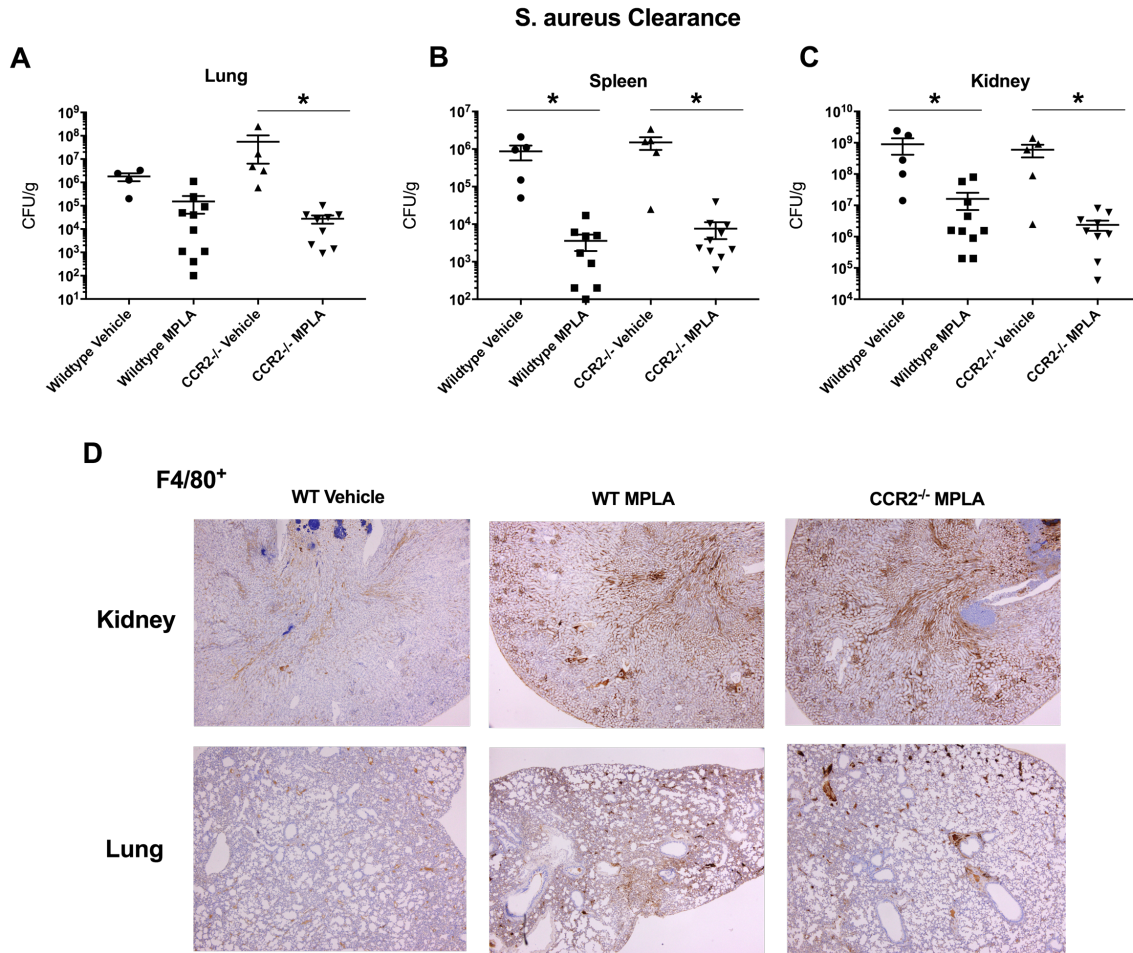 S. aureus Clearance
A
Lung
CFU/g
10⁹
10⁸
10⁷
10⁶
10⁵
10⁴
10³
10²
10¹
*
Wildtype Vehicle
Wildtype MPLA
CCR2-/- Vehicle
CCR2-/- MPLA
B
Spleen
CFU/g
10⁷
10⁶
10⁵
10⁴
10³
10²
*
*
Wildtype Vehicle
Wildtype MPLA
CCR2-/- Vehicle
CCR2-/- MPLA
C
Kidney
CFU/g
10¹⁰
10⁹
10⁸
10⁷
10⁶
10⁵
10⁴
*
*
Wildtype Vehicle
Wildtype MPLA
CCR2-/- Vehicle
CCR2-/- MPLA
D
F4/80⁺
WT Vehicle
WT MPLA
CCR2⁻/⁻ MPLA
Kidney
Lung